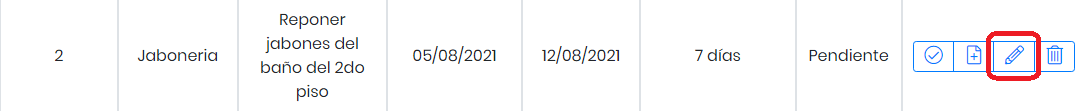 2
Jaboneria
Reponer
jabones del
baño del 2do
piso
05/08/2021
12/08/2021
7 días
Pendiente